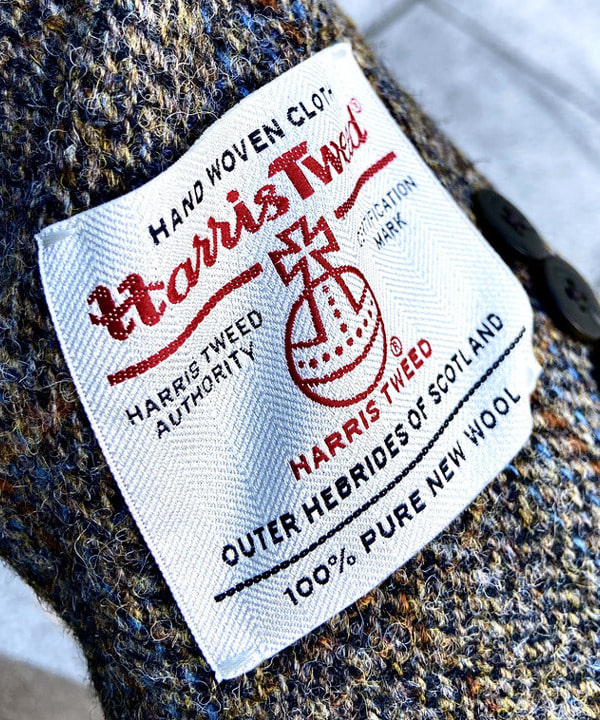 HAND WOVEN CLOTH
Harris Tweed®
HARRIS TWEED
AUTHORITY
CERTIFICATION
MARK
®
HARRIS TWEED
OUTER HEBRIDES OF SCOTLAND
100% PURE NEW WOOL